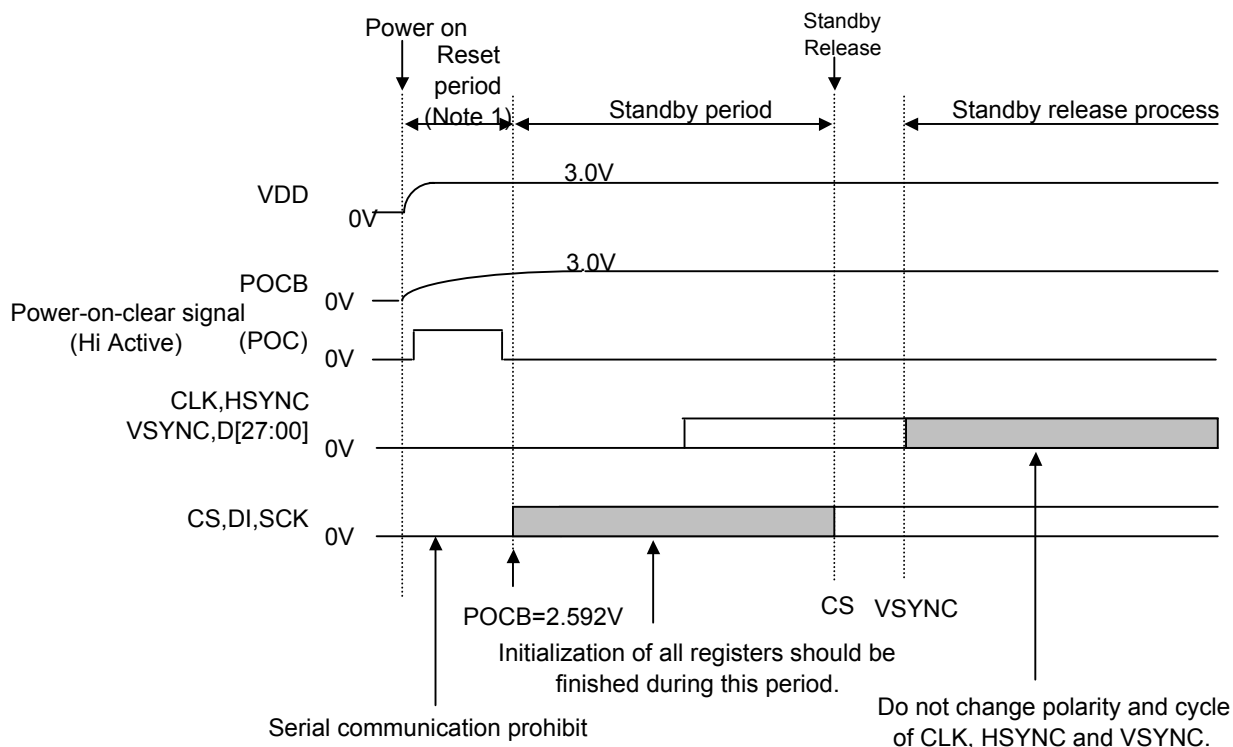 Power on
Reset
period
(Note 1)
Standby
Release
Standby period
Standby release process
VDD
0V
3.0V
POCB
0V
3.0V
Power-on-clear signal
(Hi Active)
(POC)
0V
CLK,HSYNC
VSYNC,D[27:00]
0V
CS,DI,SCK
0V
POCB=2.592V
CS
VSYNC
Initialization of all registers should be
finished during this period.
Serial communication prohibit
Do not change polarity and cycle
of CLK, HSYNC and VSYNC.